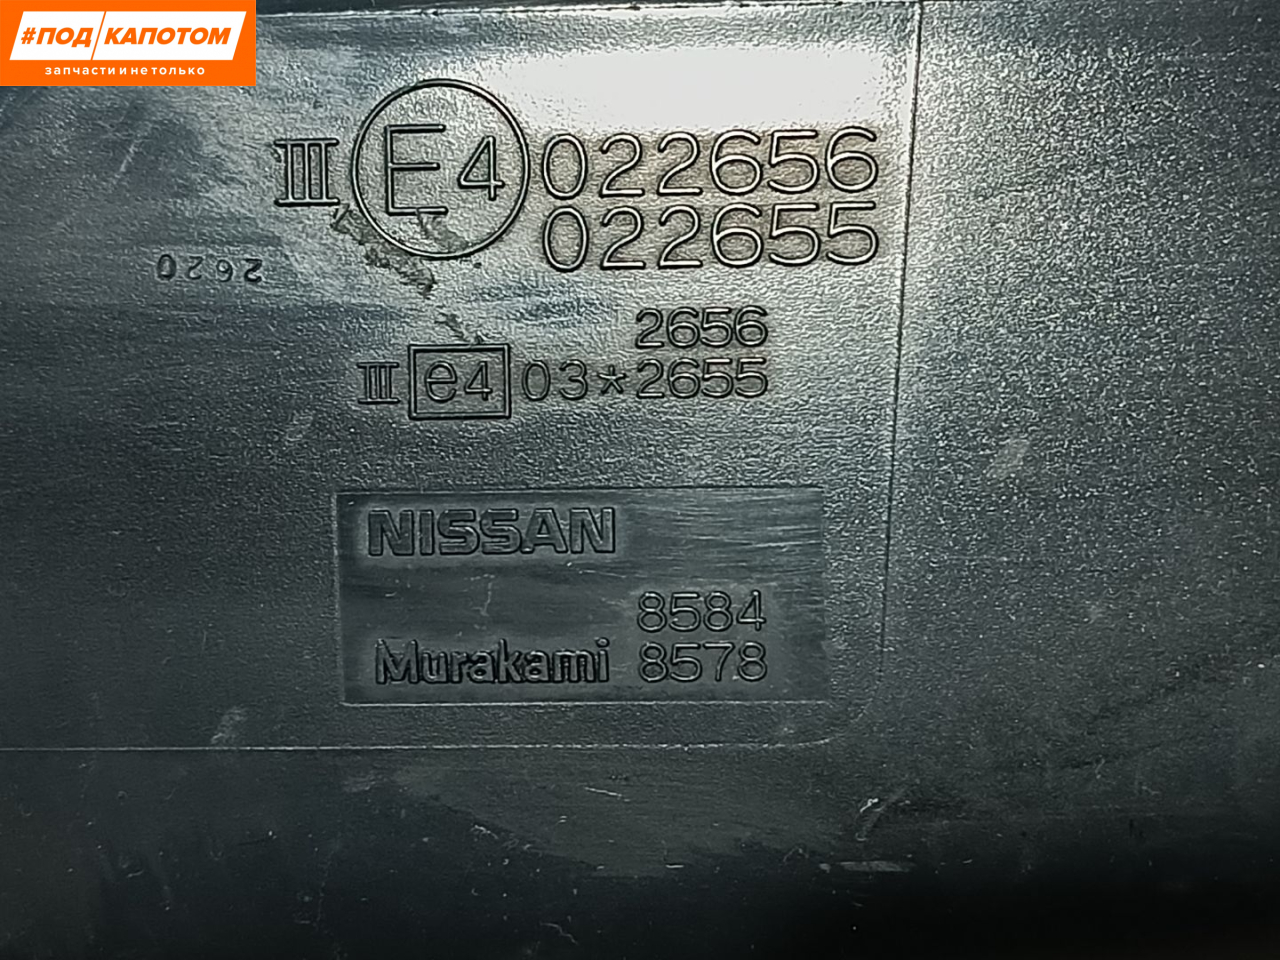 #ПОД КАПОТОМ
запчасти и не только
III E4 022656
022655
2620
2656
III e4 03*2655
NISSAN
8584
Murakami 8578